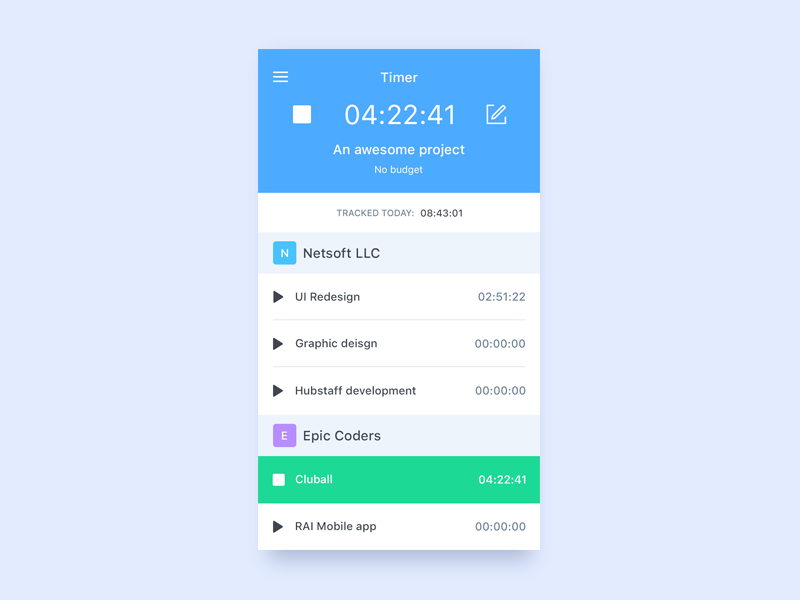 Timer
04:22:41
An awesome project
No budget
TRACKED TODAY: 08:43:01
N Netsoft LLC
UI Redesign 02:51:22
Graphic deisgn 00:00:00
Hubstaff development 00:00:00
E Epic Coders
Cluball 04:22:41
RAI Mobile app 00:00:00